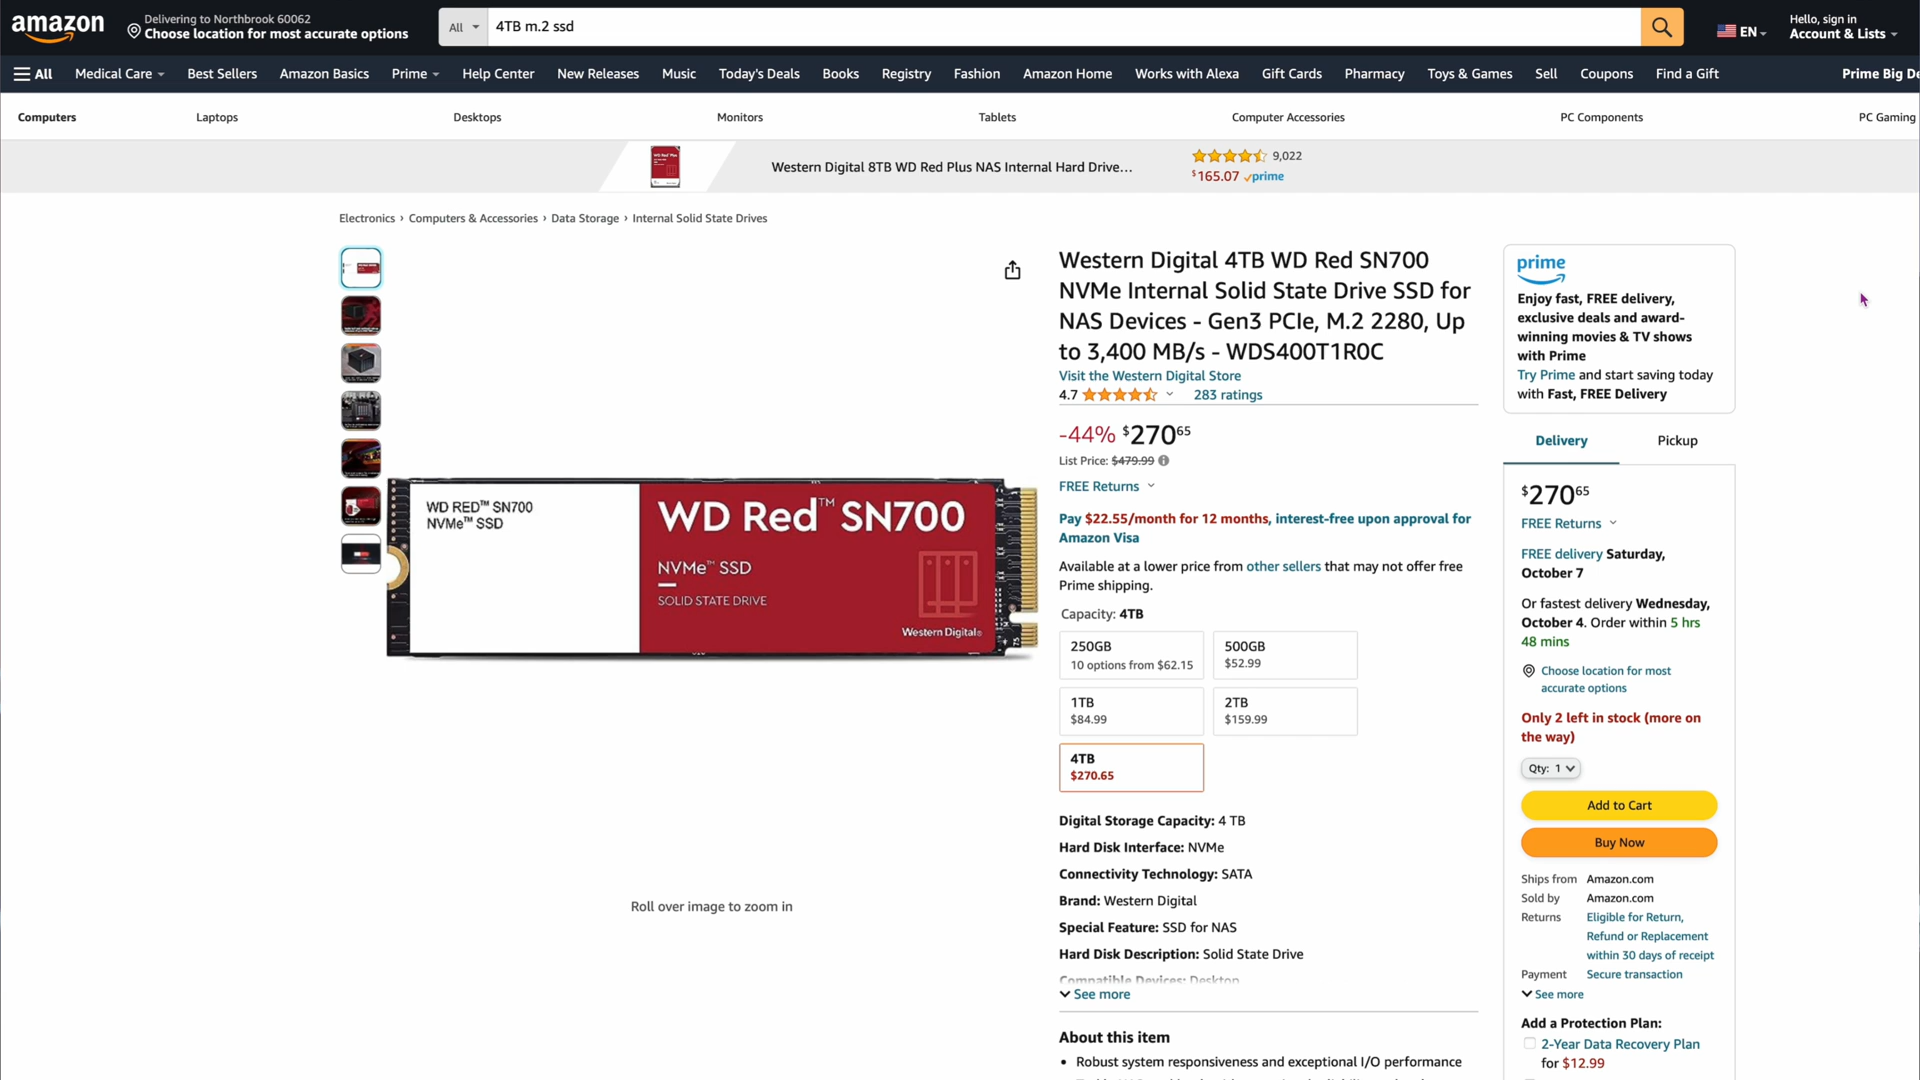 amazon
Delivering to Northbrook 60062
Choose location for most accurate options
All
4TB m.2 ssd
EN
Hello, sign in
Account & Lists
All
Medical Care
Best Sellers
Amazon Basics
Prime
Help Center
New Releases
Music
Today's Deals
Books
Registry
Fashion
Amazon Home
Works with Alexa
Gift Cards
Pharmacy
Toys & Games
Sell
Coupons
Find a Gift
Prime Big De
Computers
Laptops
Desktops
Monitors
Tablets
Computer Accessories
PC Components
PC Gaming
WD Red Plus
Western Digital 8TB WD Red Plus NAS Internal Hard Drive…
9,022
$165.07 prime
Electronics › Computers & Accessories › Data Storage › Internal Solid State Drives
WD RED™ SN700
NVMe™ SSD
WD Red™ SN700
NVMe™ SSD
SOLID STATE DRIVE
Western Digital®
Roll over image to zoom in
Western Digital 4TB WD Red SN700
NVMe Internal Solid State Drive SSD for
NAS Devices - Gen3 PCIe, M.2 2280, Up
to 3,400 MB/s - WDS400T1R0C
Visit the Western Digital Store
4.7
283 ratings
-44% $270 65
List Price: $479.99
FREE Returns
Pay $22.55/month for 12 months, interest-free upon approval for
Amazon Visa
Available at a lower price from other sellers that may not offer free
Prime shipping.
Capacity: 4TB
250GB
10 options from $62.15
500GB
$52.99
1TB
$84.99
2TB
$159.99
4TB
$270.65
Digital Storage Capacity: 4 TB
Hard Disk Interface: NVMe
Connectivity Technology: SATA
Brand: Western Digital
Special Feature: SSD for NAS
Hard Disk Description: Solid State Drive
Compatible Devices: Desktop
See more
About this item
• Robust system responsiveness and exceptional I/O performance
prime
Enjoy fast, FREE delivery,
exclusive deals and award-
winning movies & TV shows
with Prime
Try Prime and start saving today
with Fast, FREE Delivery
Delivery
Pickup
$270 65
FREE Returns
FREE delivery Saturday,
October 7
Or fastest delivery Wednesday,
October 4. Order within 5 hrs
48 mins
Choose location for most
accurate options
Only 2 left in stock (more on
the way)
Qty: 1
Add to Cart
Buy Now
Ships from Amazon.com
Sold by Amazon.com
Returns Eligible for Return,
Refund or Replacement
within 30 days of receipt
Payment Secure transaction
See more
Add a Protection Plan:
2-Year Data Recovery Plan
for $12.99